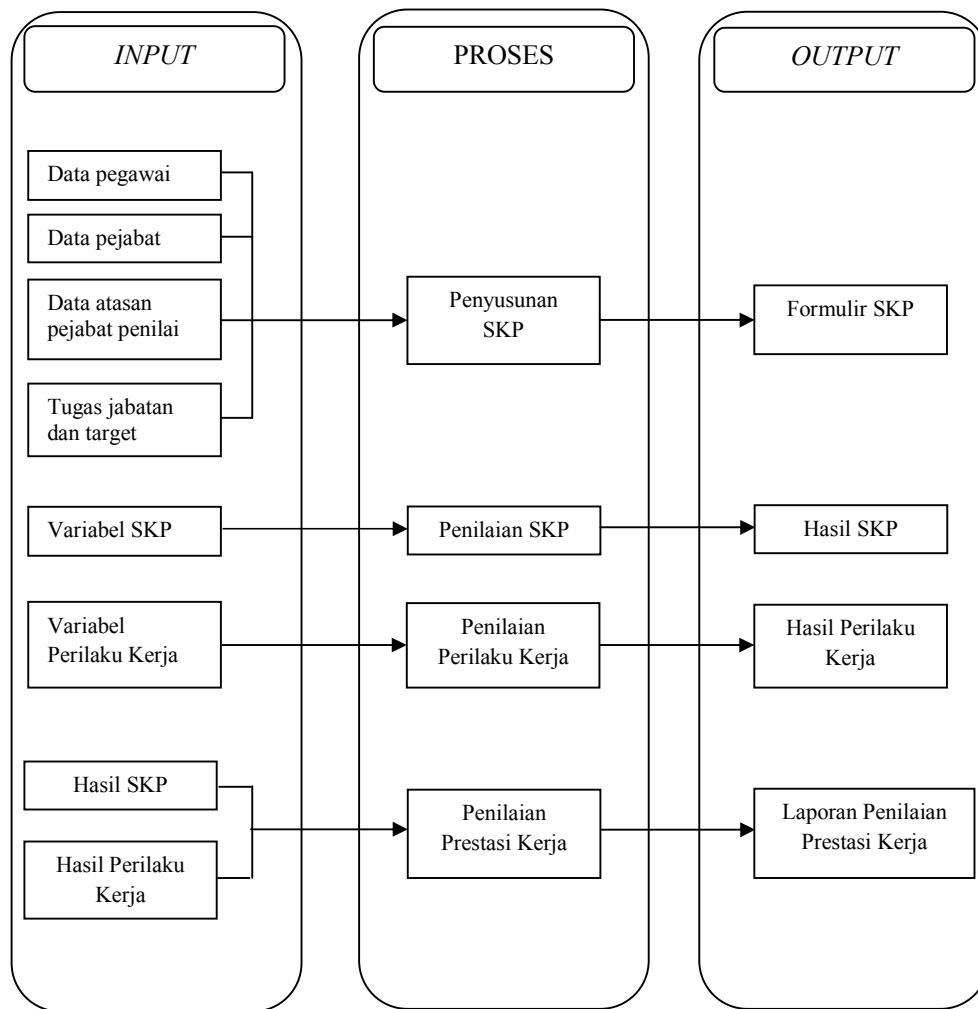 INPUT
PROSES
OUTPUT
Data pegawai
Data pejabat
Data atasan
pejabat penilai
Tugas jabatan
dan target
Penyusunan
SKP
Formulir SKP
Variabel SKP
Penilaian SKP
Hasil SKP
Variabel
Perilaku Kerja
Penilaian
Perilaku Kerja
Hasil Perilaku
Kerja
Hasil SKP
Hasil Perilaku
Kerja
Penilaian
Prestasi Kerja
Laporan Penilaian
Prestasi Kerja